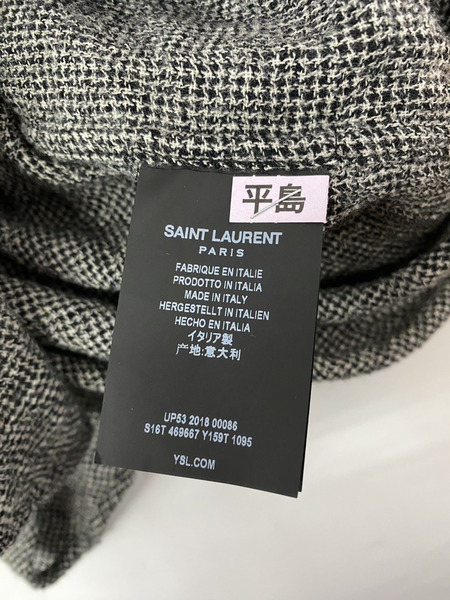 平島
SAINT LAURENT
PARIS
FABRIQUE EN ITALIE
PRODOTTO IN ITALIA
MADE IN ITALY
HERGESTELLT IN ITALIEN
HECHO EN ITALIA
イタリア製
产地:意大利
UP53 2018 00086
S16T 469667 Y159T 1095
YSL.COM